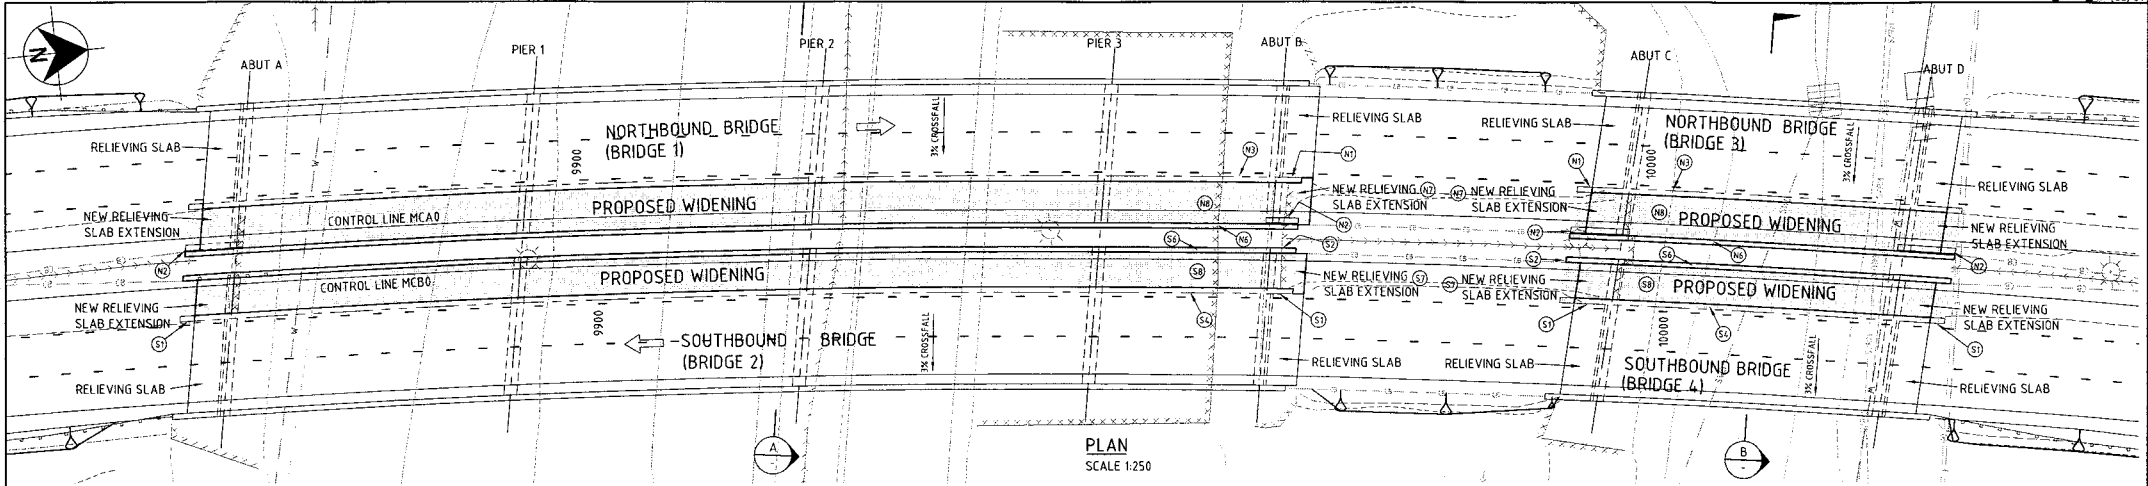 N
ABUT A
PIER 1
PIER 2
PIER 3
ABUT B
ABUT C
ABUT D
RELIEVING SLAB
NORTHBOUND BRIDGE
(BRIDGE 1)
9900
3% CROSSFALL
N3
N1
RELIEVING SLAB
RELIEVING SLAB
NORTHBOUND BRIDGE
(BRIDGE 3)
N1
N3
10000
3% CROSSFALL
RELIEVING SLAB
NEW RELIEVING
SLAB EXTENSION
CONTROL LINE MCA0
PROPOSED WIDENING
N8
NEW RELIEVING N7
SLAB EXTENSION
N7 NEW RELIEVING
SLAB EXTENSION
N8
PROPOSED WIDENING
NEW RELIEVING
SLAB EXTENSION
N2
N2
N6
S6
S2
N2
S2
S6
N6
N2
NEW RELIEVING
SLAB EXTENSION
CONTROL LINE MCB0
PROPOSED WIDENING
S8
NEW RELIEVING S7
SLAB EXTENSION
S7 NEW RELIEVING
SLAB EXTENSION
S8
PROPOSED WIDENING
NEW RELIEVING
SLAB EXTENSION
S1
S4
S1
S1
S4
S1
9900
SOUTHBOUND BRIDGE
(BRIDGE 2)
3% CROSSFALL
10000
SOUTHBOUND BRIDGE
(BRIDGE 4)
3% CROSSFALL
RELIEVING SLAB
RELIEVING SLAB
RELIEVING SLAB
RELIEVING SLAB
A
-
B
-
PLAN
SCALE 1:250